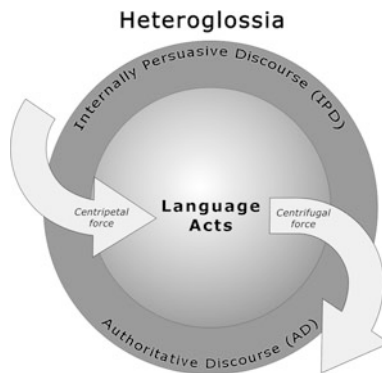 Heteroglossia
Internally Persuasive Discourse (IPD)
Centripetal
force
Language
Acts
Centrifugal
force
Authoritative Discourse (AD)